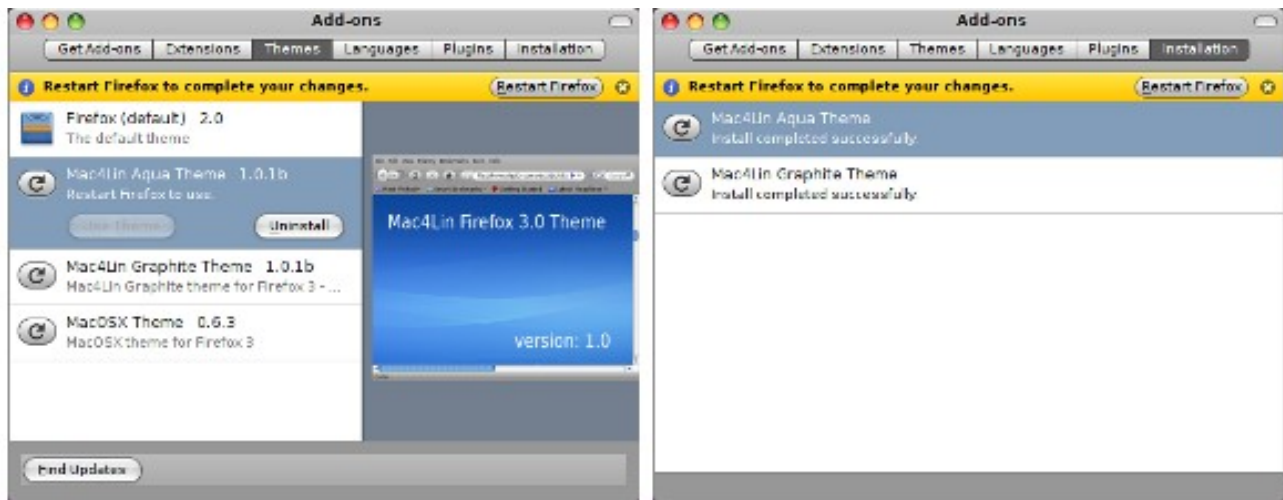 Add-ons
Get Add-ons Extensions Themes Languages Plugins Installation
Restart Firefox to complete your changes. Restart Firefox
Firefox (default) 2.0
The default theme
Mac4Lin Aqua Theme 1.0.1b
Restart Firefox to use.
Use Theme Uninstall
Mac4Lin Graphite Theme 1.0.1b
Mac4Lin Graphite theme for Firefox 3 - ...
MacOSX Theme 0.6.3
MacOSX theme for Firefox 3
Mac4Lin Firefox 3.0 Theme
version: 1.0
Find Updates
Add-ons
Get Add-ons Extensions Themes Languages Plugins Installation
Restart Firefox to complete your changes. Restart Firefox
Mac4Lin Aqua Theme
Install completed successfully.
Mac4Lin Graphite Theme
Install completed successfully.